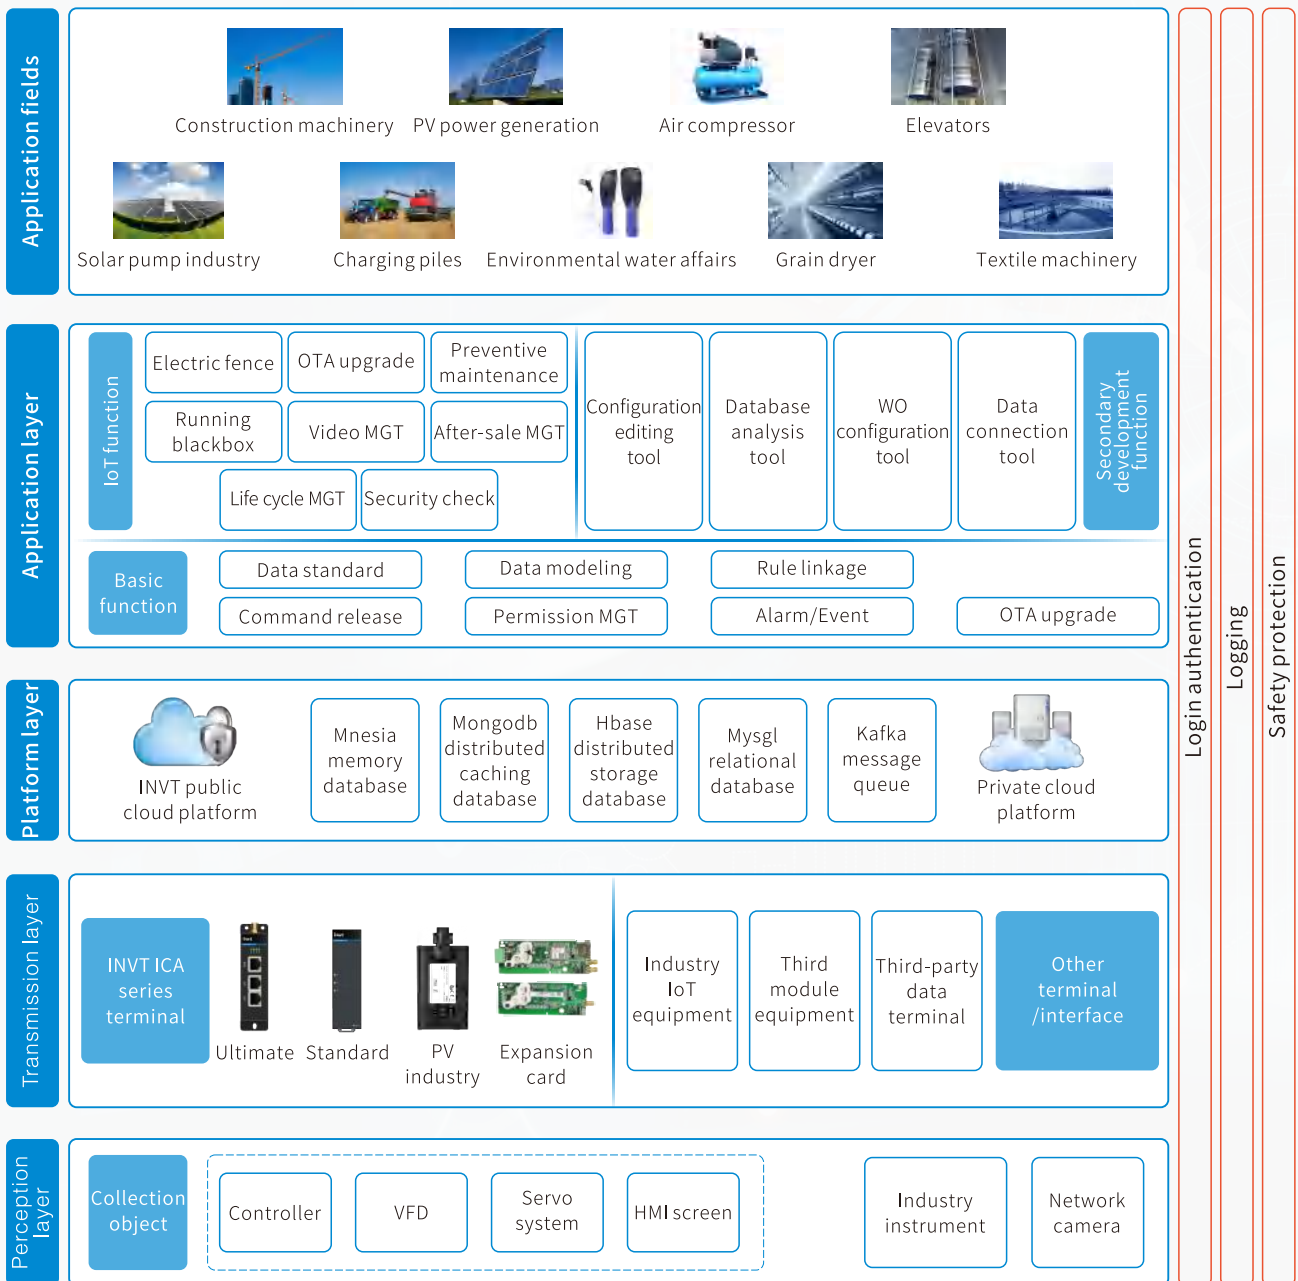 Application fields
Construction machinery
PV power generation
Air compressor
Elevators
Solar pump industry
Charging piles
Environmental water affairs
Grain dryer
Textile machinery
Application layer
IoT function
Electric fence
OTA upgrade
Preventive
maintenance
Running
blackbox
Video MGT
After-sale MGT
Life cycle MGT
Security check
Configuration
editing
tool
Database
analysis
tool
WO
configuration
tool
Data
connection
tool
Secondary
development
function
Basic
function
Data standard
Data modeling
Rule linkage
Command release
Permission MGT
Alarm/Event
OTA upgrade
Platform layer
INVT public
cloud platform
Mnesia
memory
database
Mongodb
distributed
caching
database
Hbase
distributed
storage
database
Mysgl
relational
database
Kafka
message
queue
Private cloud
platform
Transmission layer
INVT ICA
series
terminal
Ultimate
Standard
PV
industry
Expansion
card
Industry
IoT
equipment
Third
module
equipment
Third-party
data
terminal
Other
terminal
/interface
Perception
layer
Collection
object
Controller
VFD
Servo
system
HMI screen
Industry
instrument
Network
camera
Login authentication
Logging
Safety protection